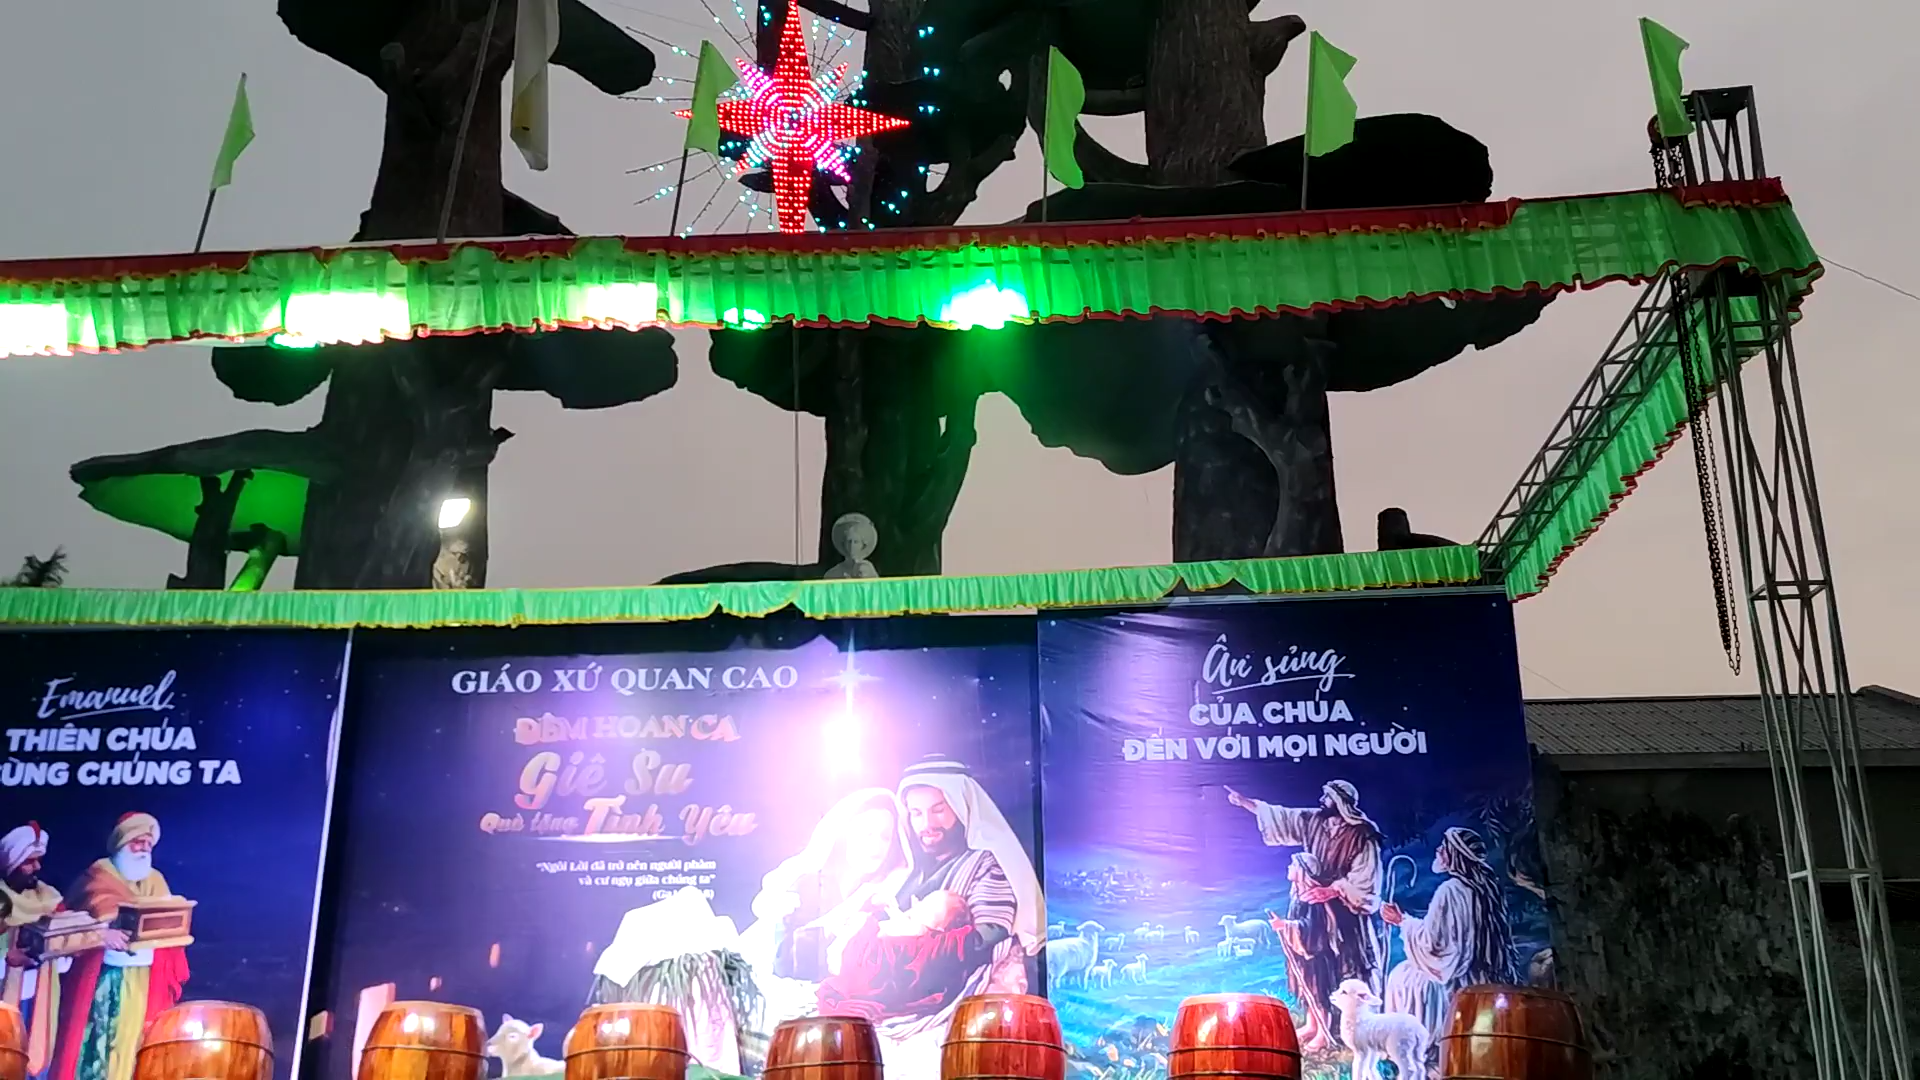 Emanuel
THIÊN CHÚA
CÙNG CHÚNG TA
GIÁO XỨ QUAN CAO
ĐÊM HOAN CA
Giê Su
Quà tặng Tình Yêu
"Ngôi Lời đã trở nên người phàm
và cư ngụ giữa chúng ta"
Ân sủng
CỦA CHÚA
ĐẾN VỚI MỌI NGƯỜI